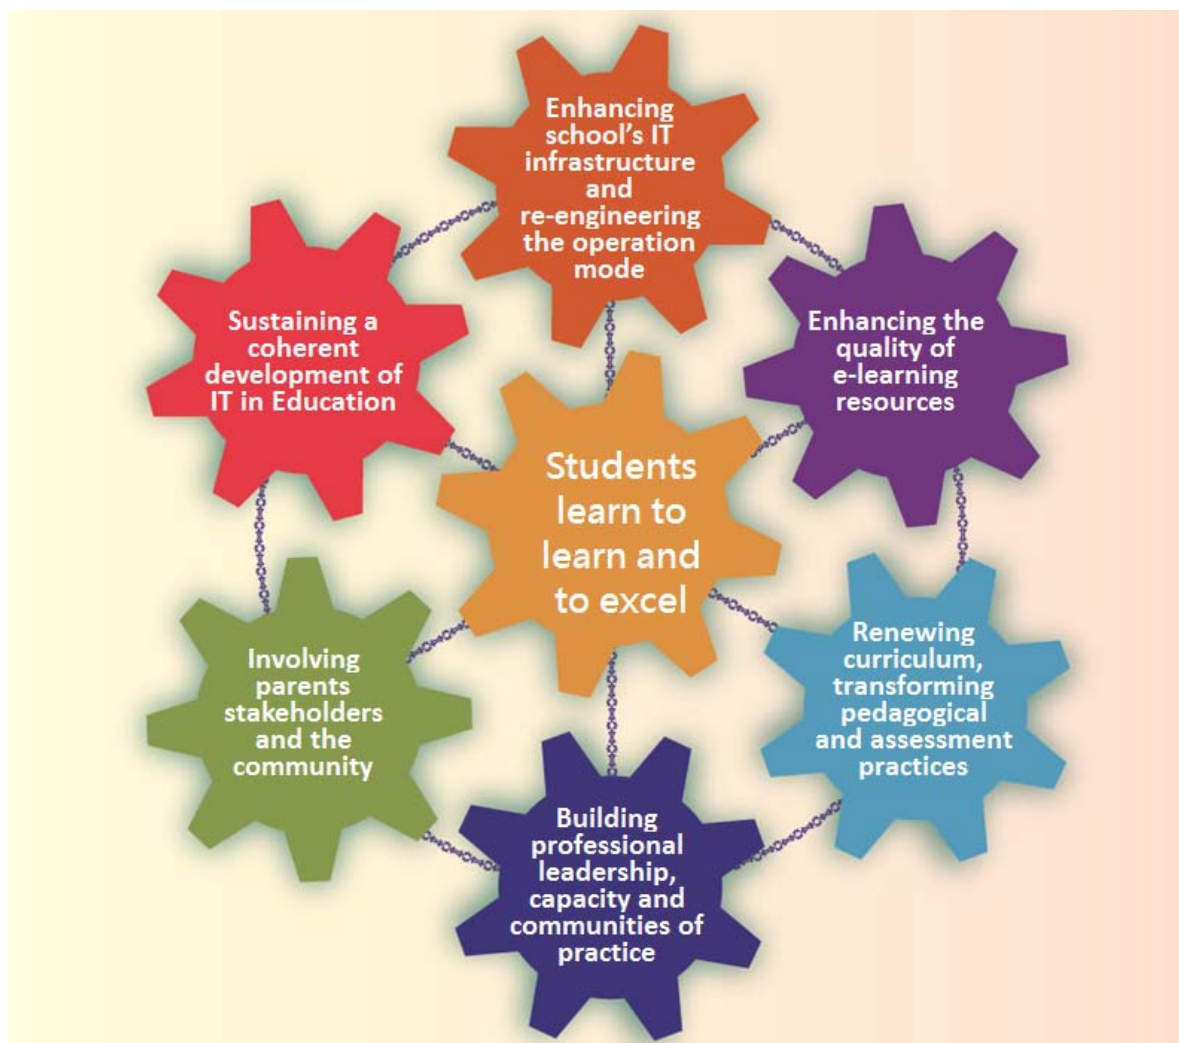 Enhancing
school's IT
infrastructure
and
re-engineering
the operation
mode
Sustaining a
coherent
development of
IT in Education
Enhancing the
quality of
e-learning
resources
Students
learn to
learn and
to excel
Involving
parents
stakeholders
and the
community
Renewing
curriculum,
transforming
pedagogical
and assessment
practices
Building
professional
leadership,
capacity and
communities of
practice